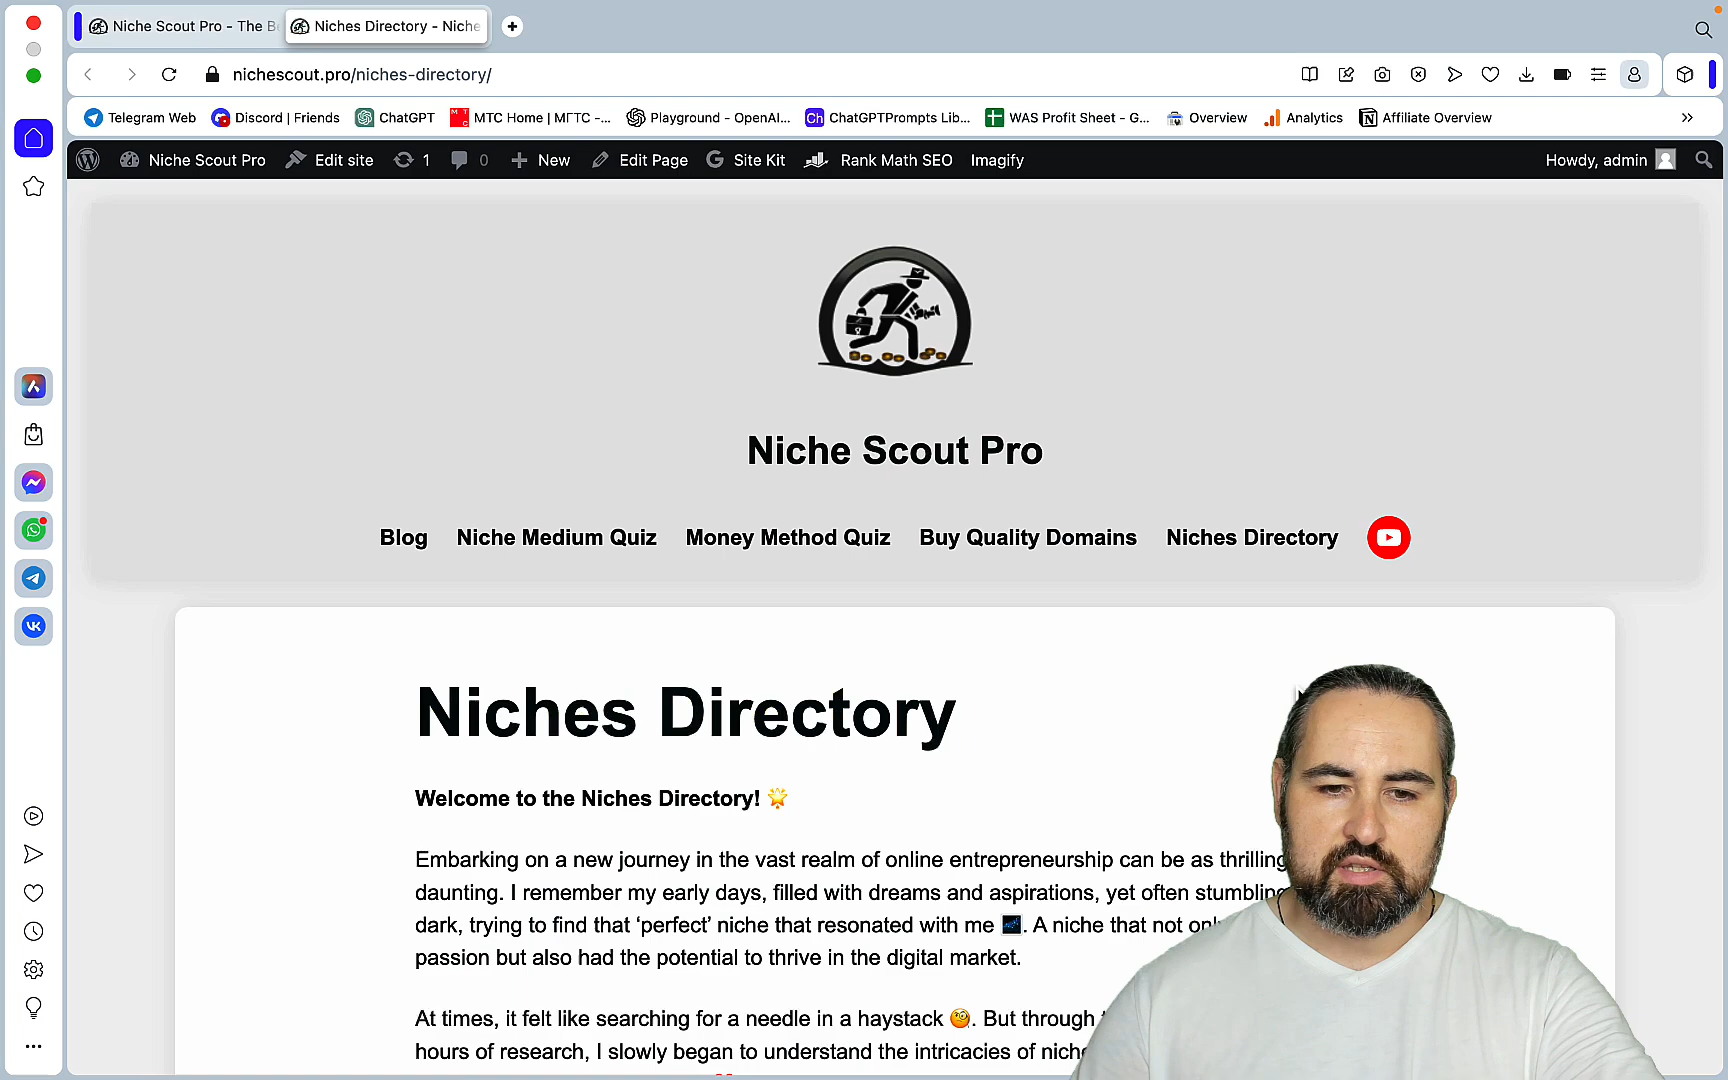 Niche Scout Pro - The B
Niches Directory - Niche
nichescout.pro/niches-directory/
Telegram Web
Discord | Friends
ChatGPT
МТС Home | МГТС -...
Playground - OpenAI...
Ch ChatGPTPrompts Lib...
WAS Profit Sheet - G...
Overview
Analytics
Affiliate Overview
Niche Scout Pro
Edit site
1
0
New
Edit Page
Site Kit
Rank Math SEO
Imagify
Howdy, admin
Niche Scout Pro
Blog
Niche Medium Quiz
Money Method Quiz
Buy Quality Domains
Niches Directory
Niches Directory
Welcome to the Niches Directory! 🌟
Embarking on a new journey in the vast realm of online entrepreneurship can be as thrilling
daunting. I remember my early days, filled with dreams and aspirations, yet often stumbling
dark, trying to find that ‘perfect’ niche that resonated with me 🌌. A niche that not
passion but also had the potential to thrive in the digital market.
At times, it felt like searching for a needle in a haystack 🧐. But through
hours of research, I slowly began to understand the intricacies of